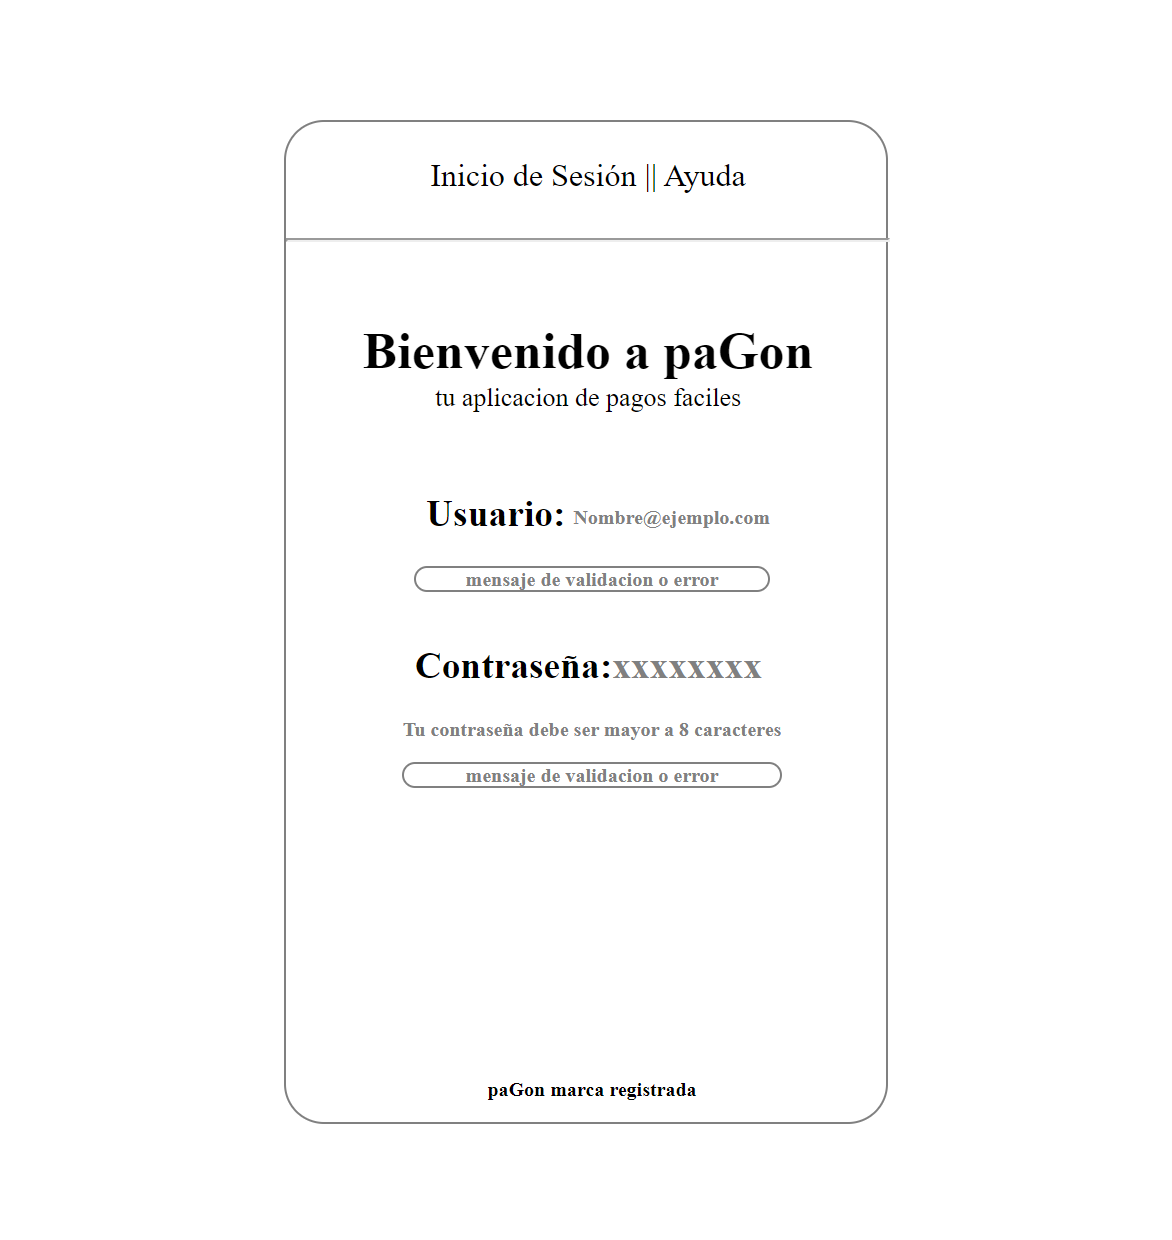 Inicio de Sesión || Ayuda
Bienvenido a paGon
tu aplicacion de pagos faciles
Usuario: Nombre@ejemplo.com
mensaje de validacion o error
Contraseña:xxxxxxxx
Tu contraseña debe ser mayor a 8 caracteres
mensaje de validacion o error
paGon marca registrada